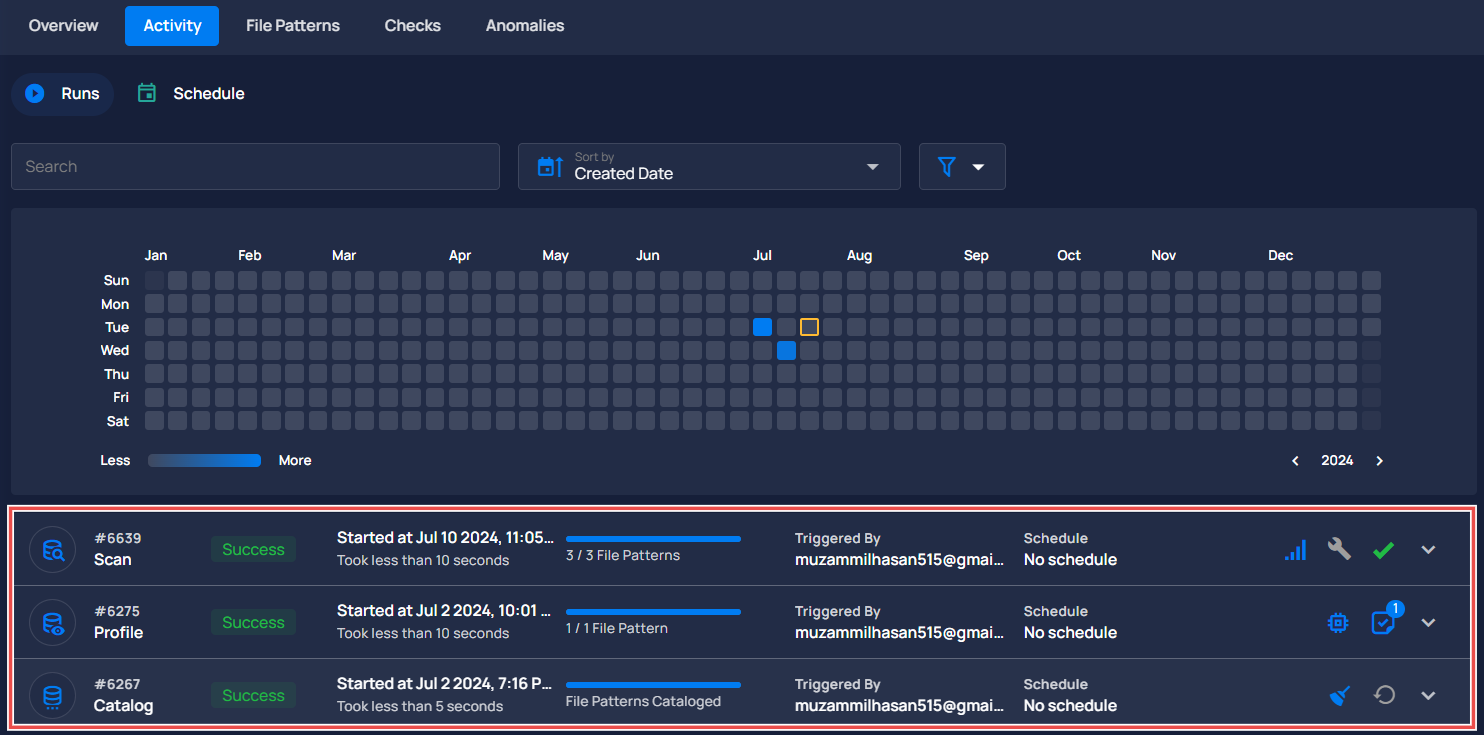 Overview Activity File Patterns Checks Anomalies
Runs Schedule
Search
Sort by
Created Date
Jan Feb Mar Apr May Jun Jul Aug Sep Oct Nov Dec
Sun
Mon
Tue
Wed
Thu
Fri
Sat
Less More 2024
#6639
Scan
Success
Started at Jul 10 2024, 11:05...
Took less than 10 seconds
3 / 3 File Patterns
Triggered By
muzammilhasan515@gmai...
Schedule
No schedule
#6275
Profile
Success
Started at Jul 2 2024, 10:01 ...
Took less than 10 seconds
1 / 1 File Pattern
Triggered By
muzammilhasan515@gmai...
Schedule
No schedule
1
#6267
Catalog
Success
Started at Jul 2 2024, 7:16 P...
Took less than 5 seconds
File Patterns Cataloged
Triggered By
muzammilhasan515@gmai...
Schedule
No schedule